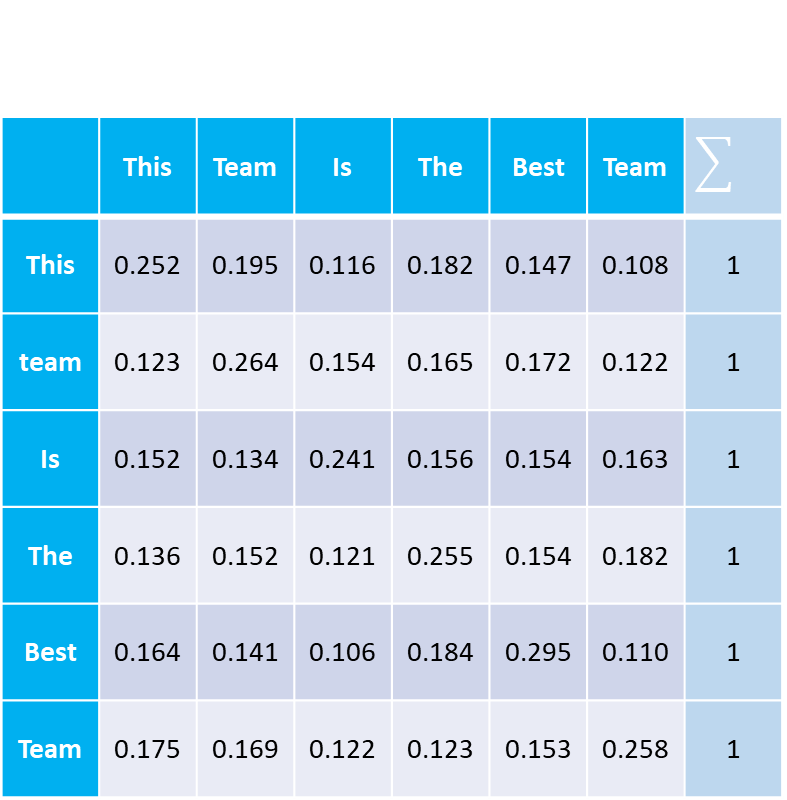 This Team Is The Best Team ∑
This 0.252 0.195 0.116 0.182 0.147 0.108 1
team 0.123 0.264 0.154 0.165 0.172 0.122 1
Is 0.152 0.134 0.241 0.156 0.154 0.163 1
The 0.136 0.152 0.121 0.255 0.154 0.182 1
Best 0.164 0.141 0.106 0.184 0.295 0.110 1
Team 0.175 0.169 0.122 0.123 0.153 0.258 1